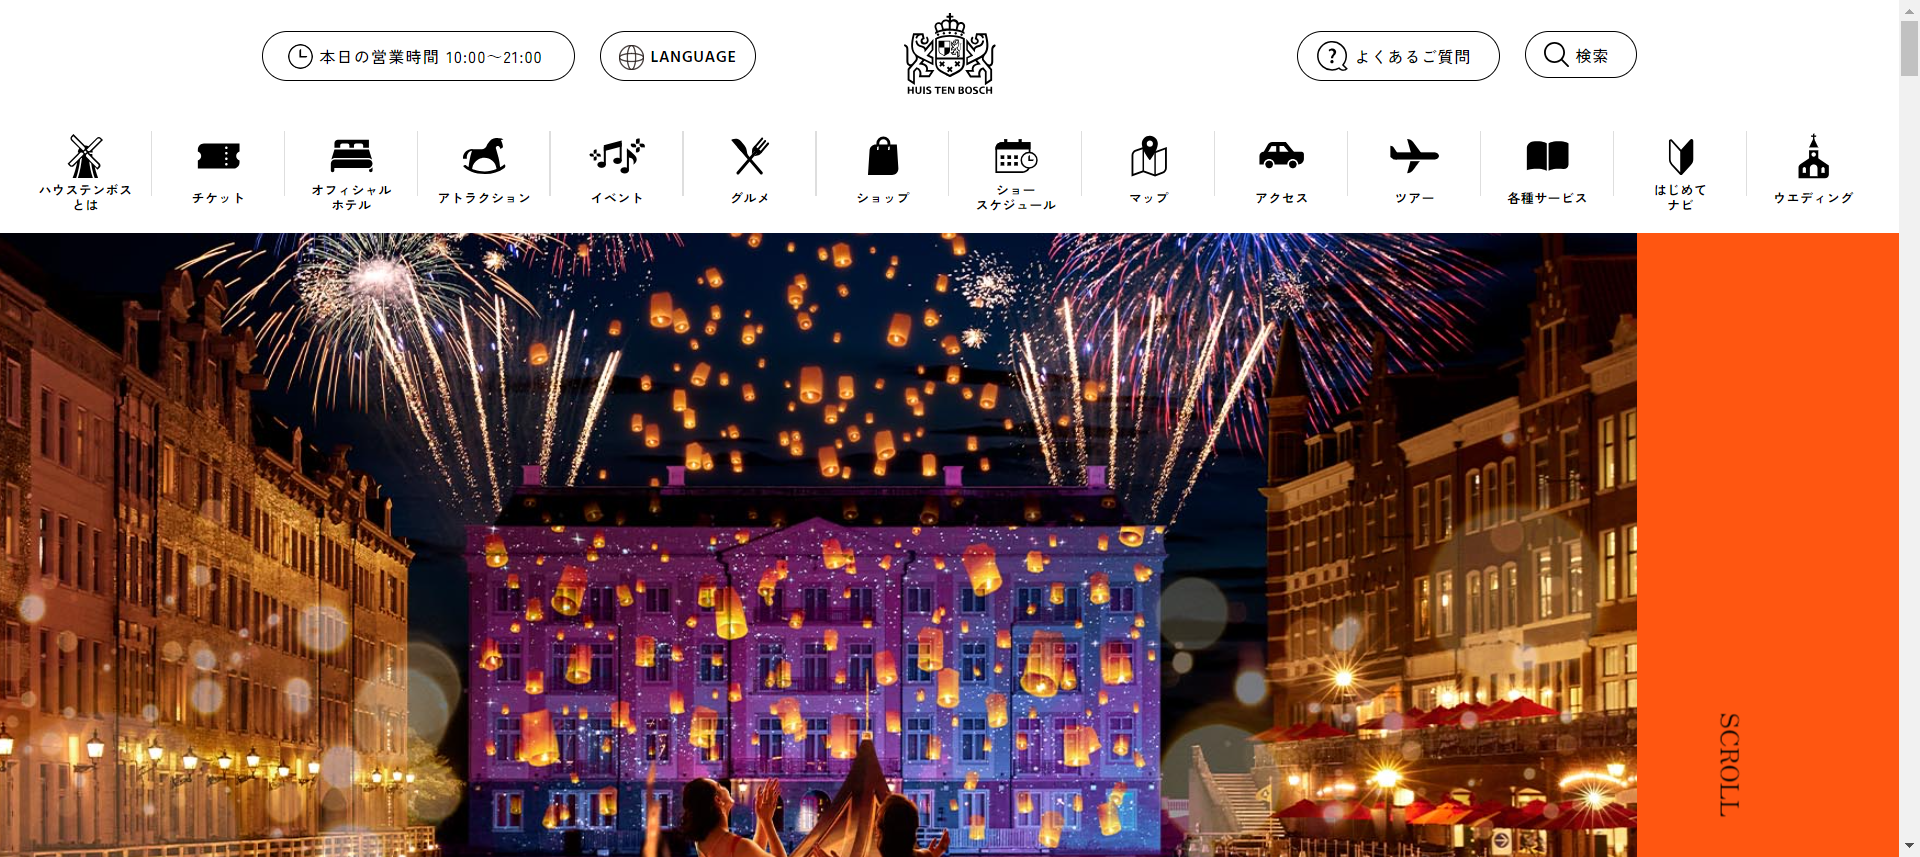 本日の営業時間 10:00～21:00
LANGUAGE
HUIS TEN BOSCH
よくあるご質問
検索
ハウステンボス
とは
チケット
オフィシャル
ホテル
アトラクション
イベント
グルメ
ショップ
ショー
スケジュール
マップ
アクセス
ツアー
各種サービス
はじめて
ナビ
ウエディング
SCROLL